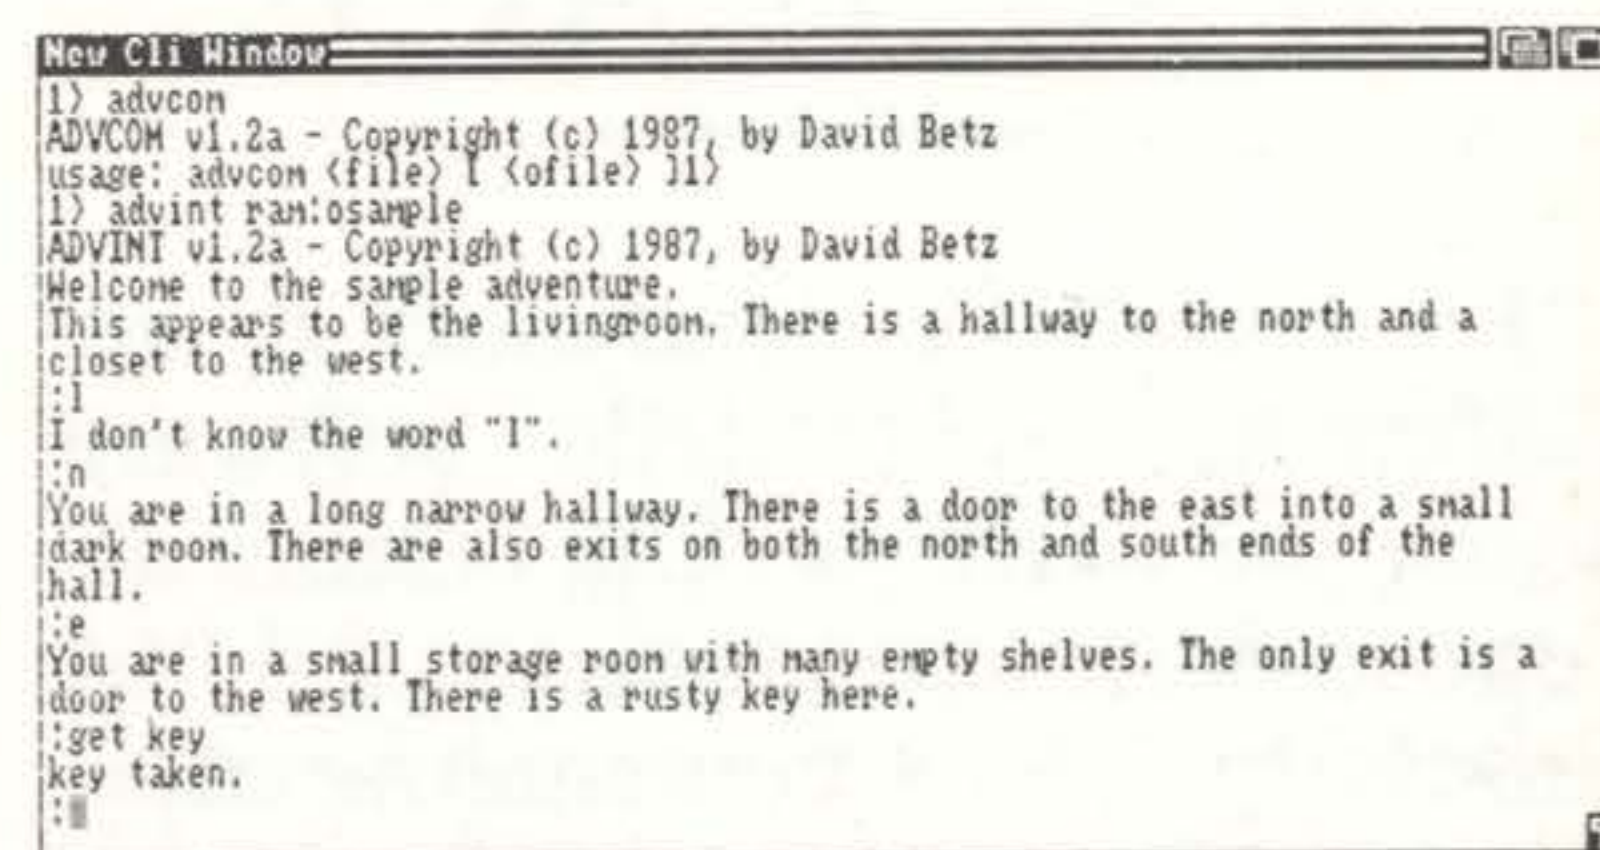 New Cli Window
1> advcom
ADVCOM v1.2a - Copyright (c) 1987, by David Betz
usage: advcom <file> [ <ofile> ]1>
1> advint ram:osample
ADVINT v1.2a - Copyright (c) 1987, by David Betz
Welcome to the sample adventure.
This appears to be the livingroom. There is a hallway to the north and a
closet to the west.
:l
I don't know the word "l".
:n
You are in a long narrow hallway. There is a door to the east into a small
dark room. There are also exits on both the north and south ends of the
hall.
:e
You are in a small storage room with many empty shelves. The only exit is a
door to the west. There is a rusty key here.
:get key
key taken.
: